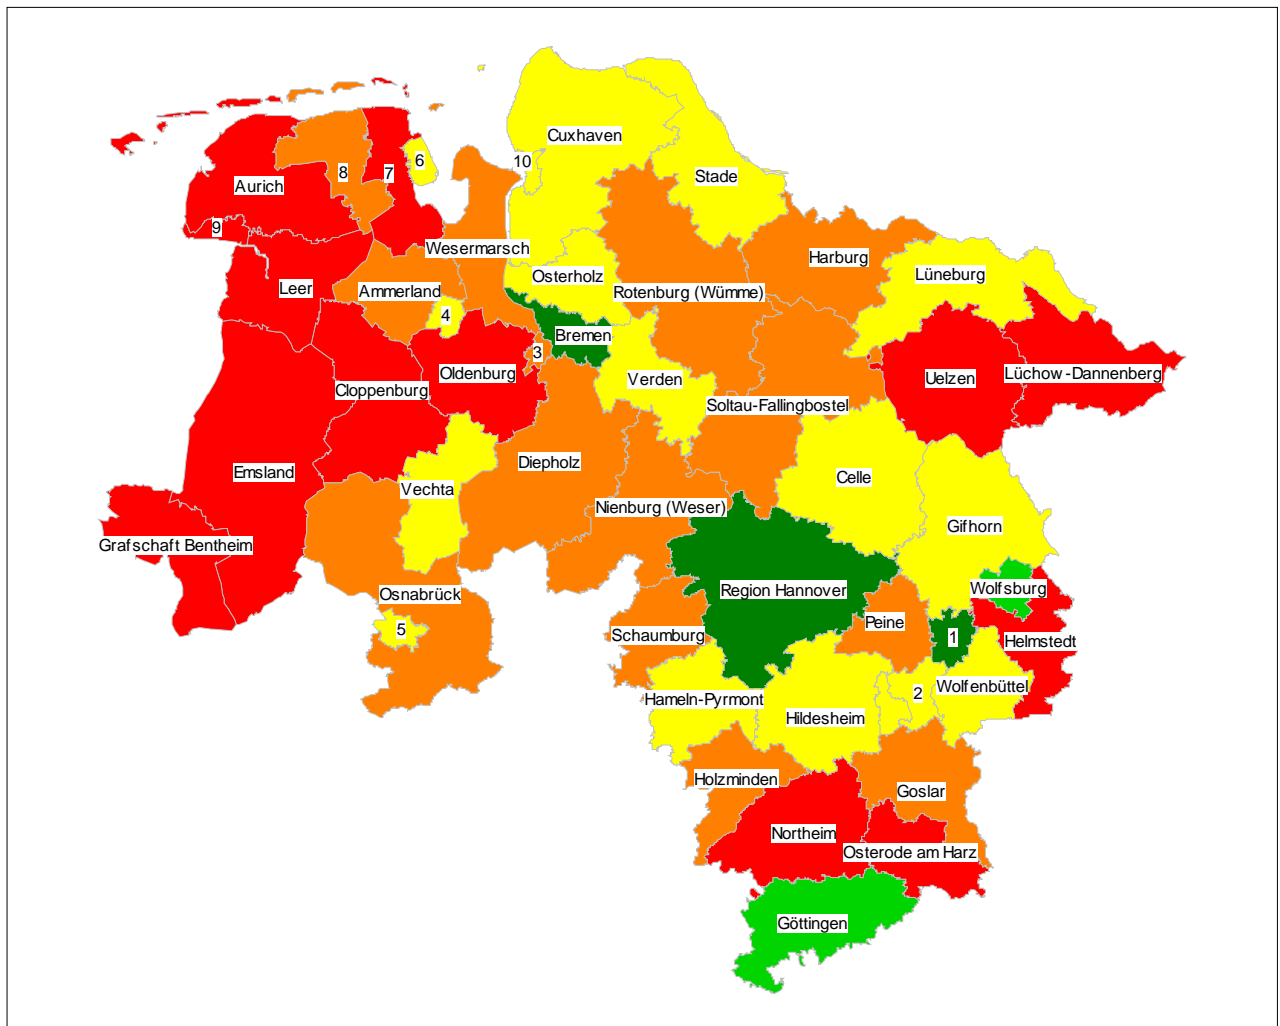 Cuxhaven
10
6
8
7
Stade
Aurich
9
Wesermarsch
Harburg
Osterholz
Lüneburg
Leer
Ammerland
Rotenburg (Wümme)
4
Bremen
3
Oldenburg
Verden
Uelzen
Lüchow-Dannenberg
Cloppenburg
Soltau-Fallingbostel
Diepholz
Emsland
Celle
Vechta
Nienburg (Weser)
Gifhorn
Grafschaft Bentheim
Region Hannover
Wolfsburg
Osnabrück
Peine
5
Schaumburg
1
Helmstedt
Wolfenbüttel
2
Hameln-Pyrmont
Hildesheim
Holzminden
Goslar
Northeim
Osterode am Harz
Göttingen